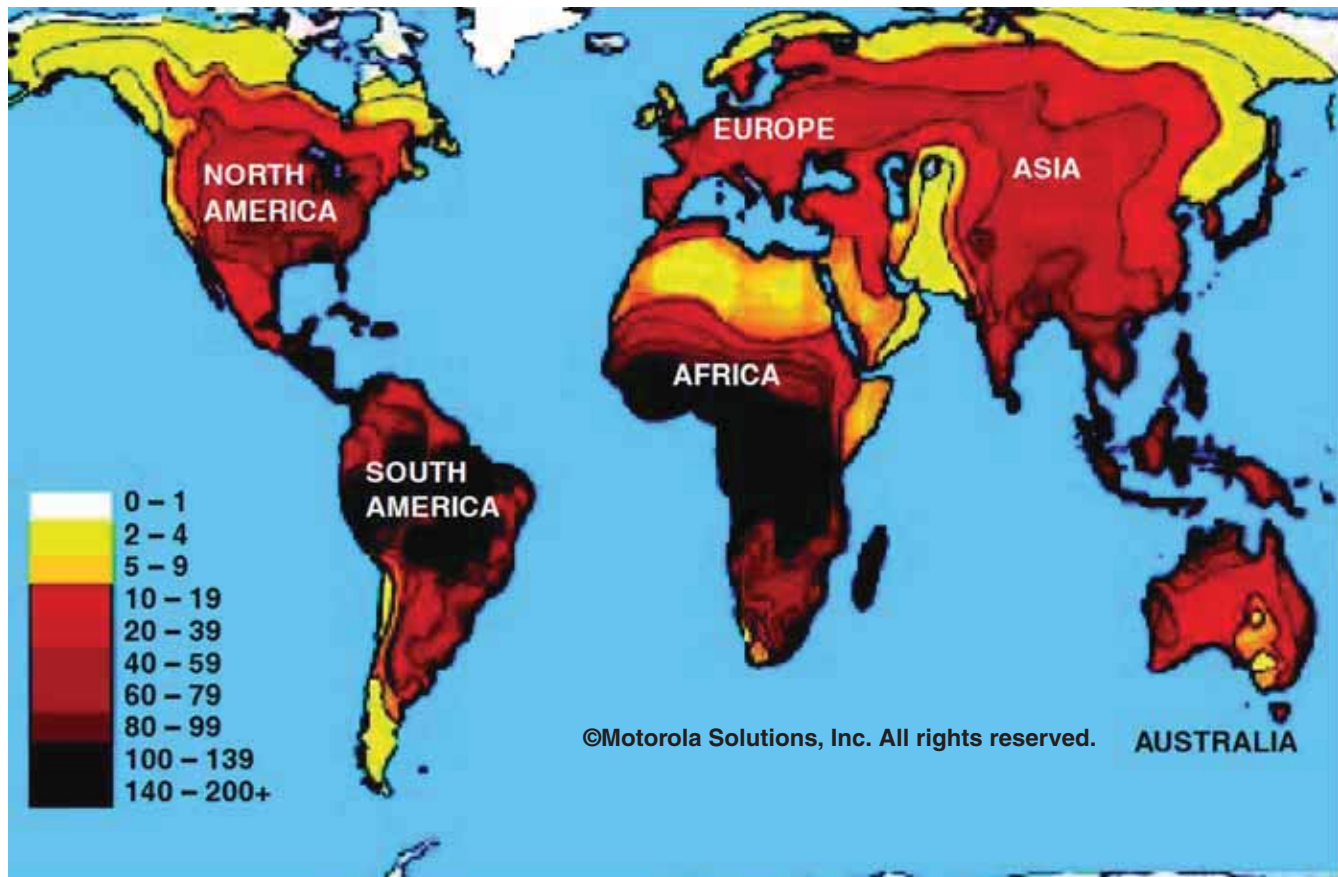 NORTH
AMERICA
EUROPE
ASIA
AFRICA
SOUTH
AMERICA
0 – 1
2 – 4
5 – 9
10 – 19
20 – 39
40 – 59
60 – 79
80 – 99
100 – 139
140 – 200+
©Motorola Solutions, Inc. All rights reserved.
AUSTRALIA